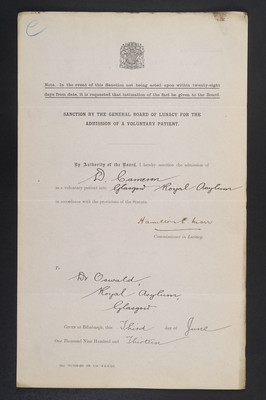 Note.—In the event of the Sanction not being acted upon within twenty-eight
days from date, it is requested that intimation of the fact be given to the Board.
SANCTION BY THE GENERAL BOARD OF LUNACY FOR THE
ADMISSION OF A VOLUNTARY PATIENT.
By Authority of the Board, I hereby sanction the admission of
D. Cameron
as a voluntary patient into Glasgow Royal Asylum
in accordance with the provisions of the Statute.
Hamilton C. Marr
Commissioner in Lunacy.
To
Dr Oswald
Royal Asylum
Glasgow
Given at Edinburgh, this Third day of June
One Thousand Nine Hundred and Thirteen